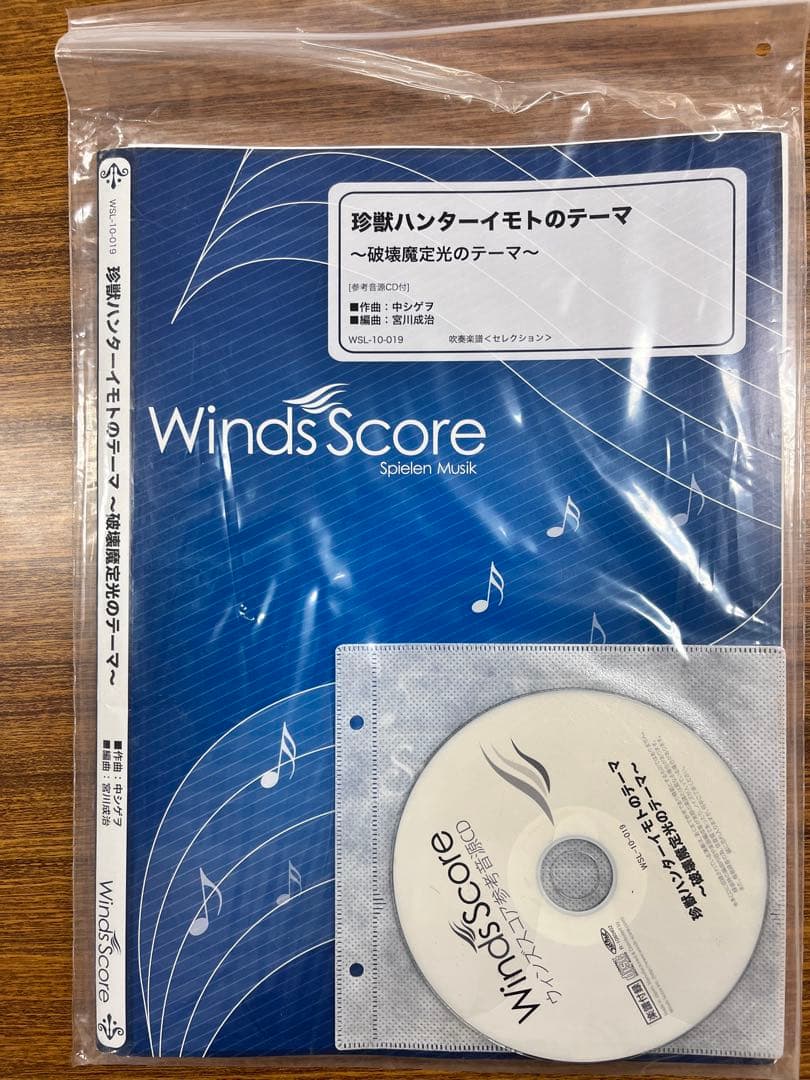 珍獣ハンターイモトのテーマ
〜破壊魔定光のテーマ〜
[参考音源CD付]
■作曲：中シゲヲ
■編曲：宮川成治
WSL-10-019 吹奏楽譜＜セレクション＞
Winds Score
Spielen Musik
WSL-10-019
珍獣ハンターイモトのテーマ 〜破壊魔定光のテーマ〜
■作曲：中シゲヲ
■編曲：宮川成治
Winds Score
Winds Score
ウィンズスコア参考音源CD
WSL-10-019
珍獣ハンターイモトのテーマ
〜破壊魔定光のテーマ〜